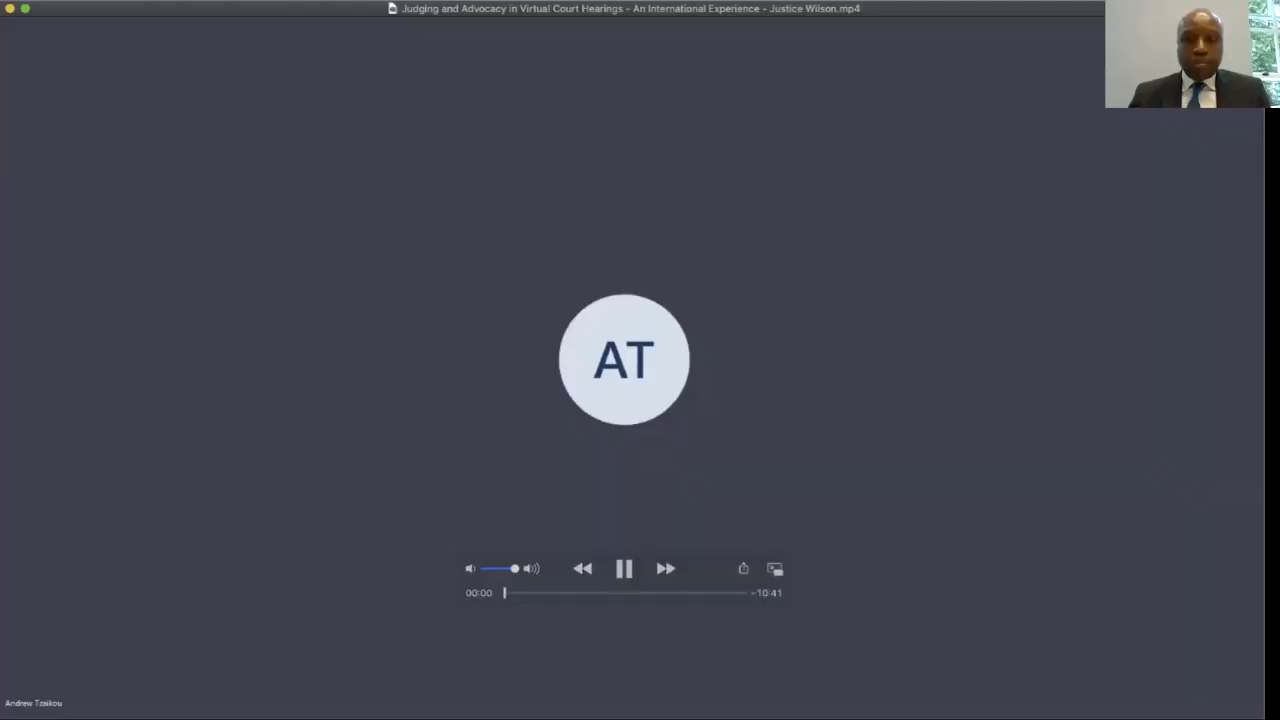 Judging and Advocacy in Virtual Court Hearings - An International Experience - Justice Wilson.mp4
AT
00:00
-10:41
Andrew Tzaikou